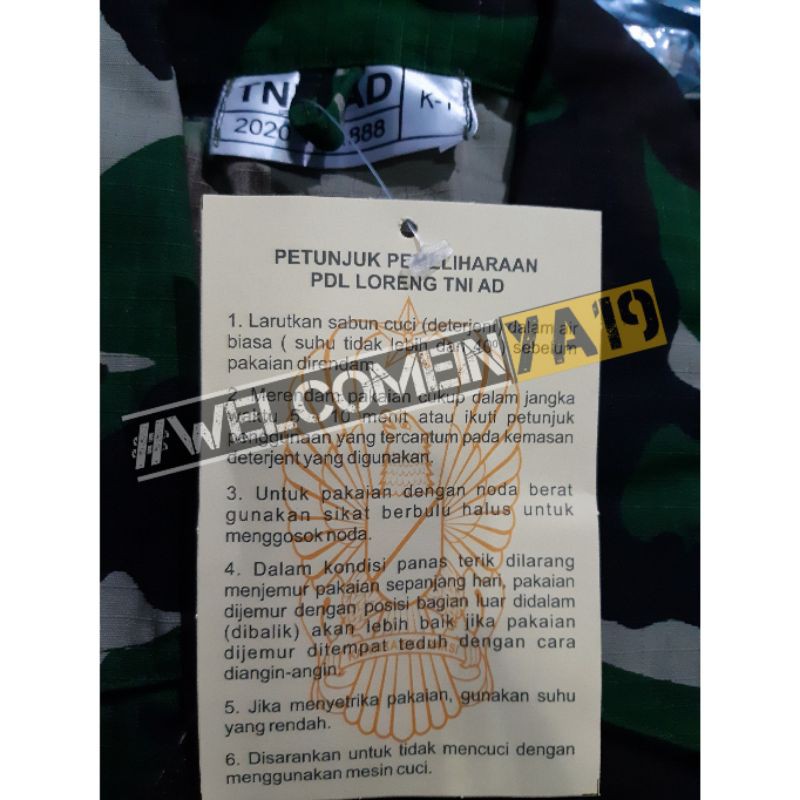 TNI AD
K-1
2020 888
PETUNJUK PEMELIHARAAN
PDL LORENG TNI AD
1. Larutkan sabun cuci (deterjent) dalam air
biasa ( suhu tidak lebih dari 40⁰) sebelum
pakaian direndam.
2. Merendam pakaian cukup dalam jangka
waktu 5 - 10 menit atau ikuti petunjuk
penggunaan yang tercantum pada kemasan
deterjent yang digunakan.
3. Untuk pakaian dengan noda berat
gunakan sikat berbulu halus untuk
menggosok noda.
4. Dalam kondisi panas terik dilarang
menjemur pakaian sepanjang hari, pakaian
dijemur dengan posisi bagian luar didalam
(dibalik) akan lebih baik jika pakaian
dijemur ditempat teduh dengan cara
diangin-angin.
5. Jika menyetrika pakaian, gunakan suhu
yang rendah.
6. Disarankan untuk tidak mencuci dengan
menggunakan mesin cuci.
#WELCOMENYA'19